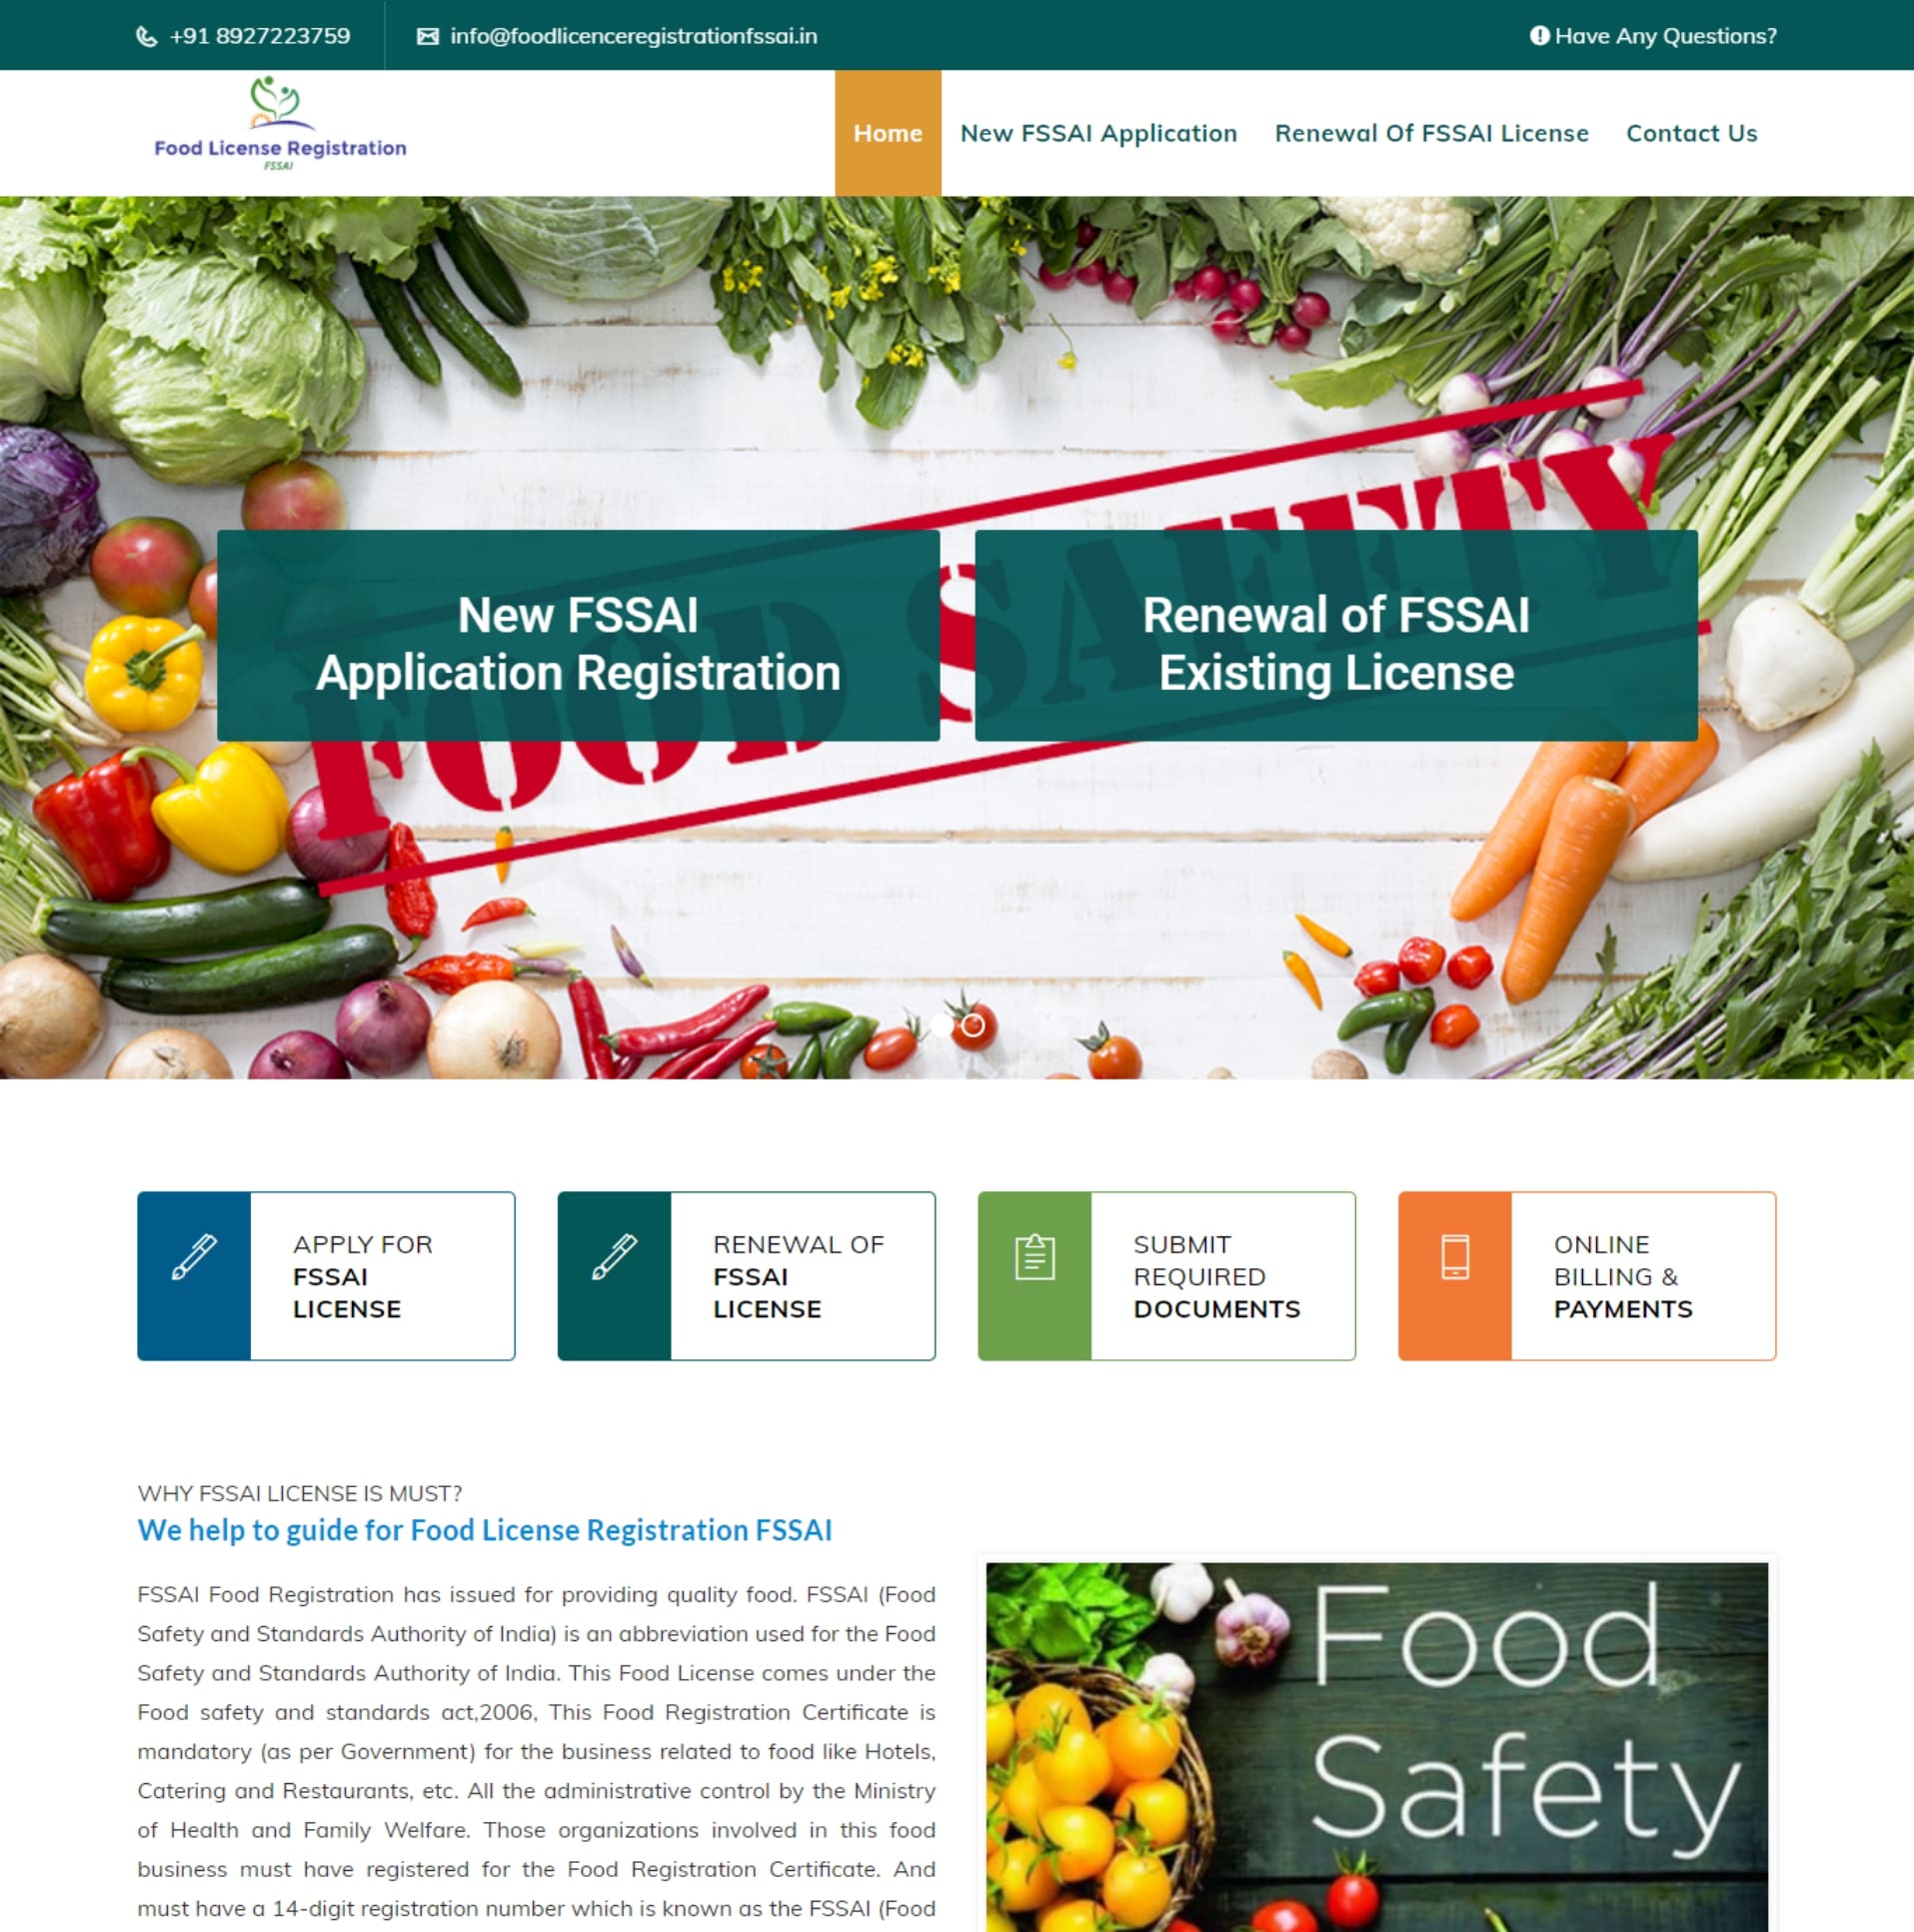 +91 8927223759
info@foodlicenceregistrationfssai.in
Have Any Questions?
Food License Registration
FSSAI
Home
New FSSAI Application
Renewal Of FSSAI License
Contact Us
FOOD SAFETY
New FSSAI
Application Registration
Renewal of FSSAI
Existing License
APPLY FOR
FSSAI
LICENSE
RENEWAL OF
FSSAI
LICENSE
SUBMIT
REQUIRED
DOCUMENTS
ONLINE
BILLING &
PAYMENTS
WHY FSSAI LICENSE IS MUST?
We help to guide for Food License Registration FSSAI
FSSAI Food Registration has issued for providing quality food. FSSAI (Food
Safety and Standards Authority of India) is an abbreviation used for the Food
Safety and Standards Authority of India. This Food License comes under the
Food safety and standards act,2006, This Food Registration Certificate is
mandatory (as per Government) for the business related to food like Hotels,
Catering and Restaurants, etc. All the administrative control by the Ministry
of Health and Family Welfare. Those organizations involved in this food
business must have registered for the Food Registration Certificate. And
must have a 14-digit registration number which is known as the FSSAI (Food
Food
Safety